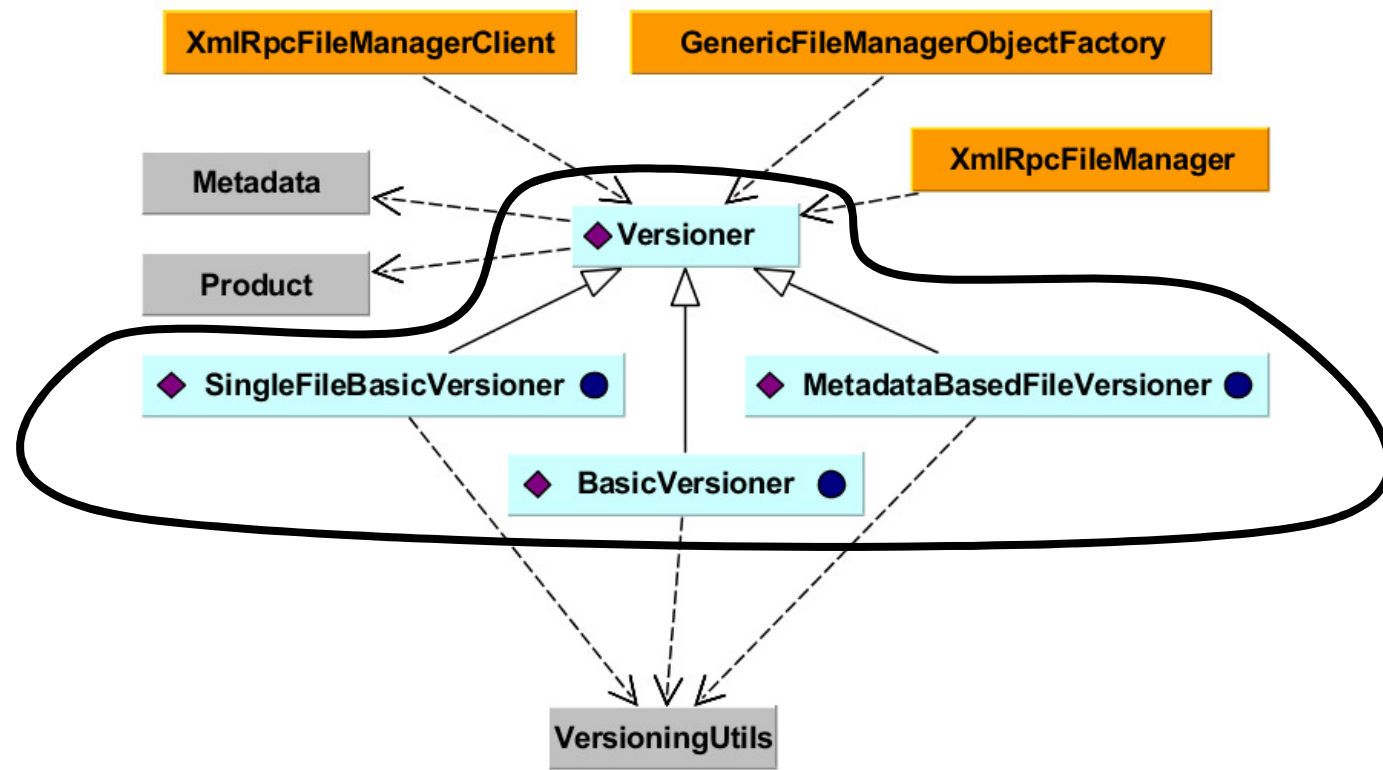 XmlRpcFileManagerClient
GenericFileManagerObjectFactory
XmlRpcFileManager
Metadata
Versioner
Product
SingleFileBasicVersioner
MetadataBasedFileVersioner
BasicVersioner
VersioningUtils